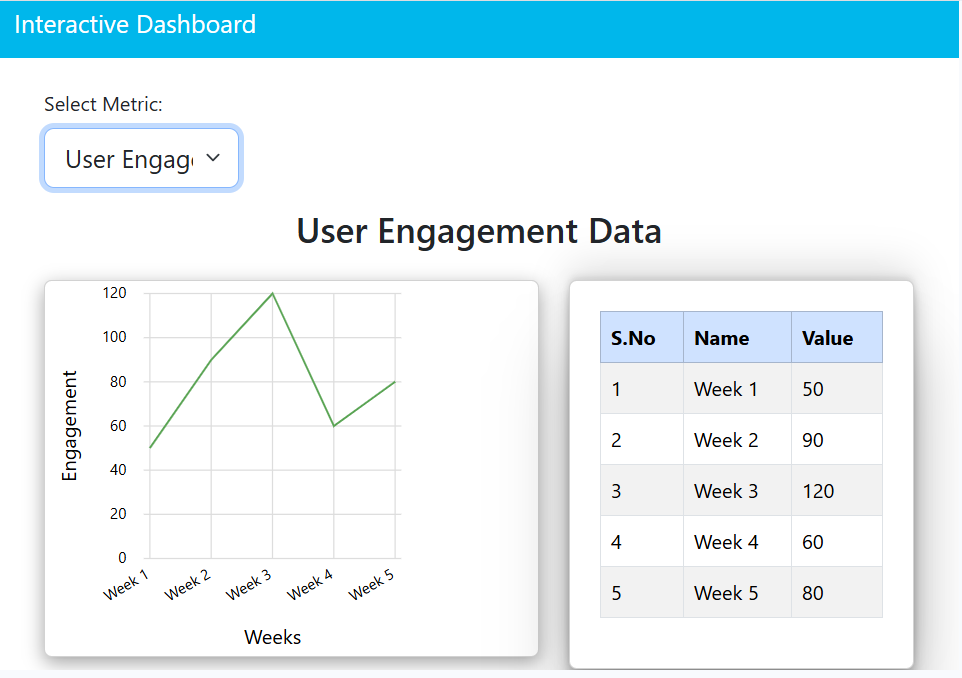 Interactive Dashboard
Select Metric:
User Engag
User Engagement Data
120
100
80
60
40
20
0
Engagement
Week 1 Week 2 Week 3 Week 4 Week 5
Weeks
S.No Name Value
1 Week 1 50
2 Week 2 90
3 Week 3 120
4 Week 4 60
5 Week 5 80